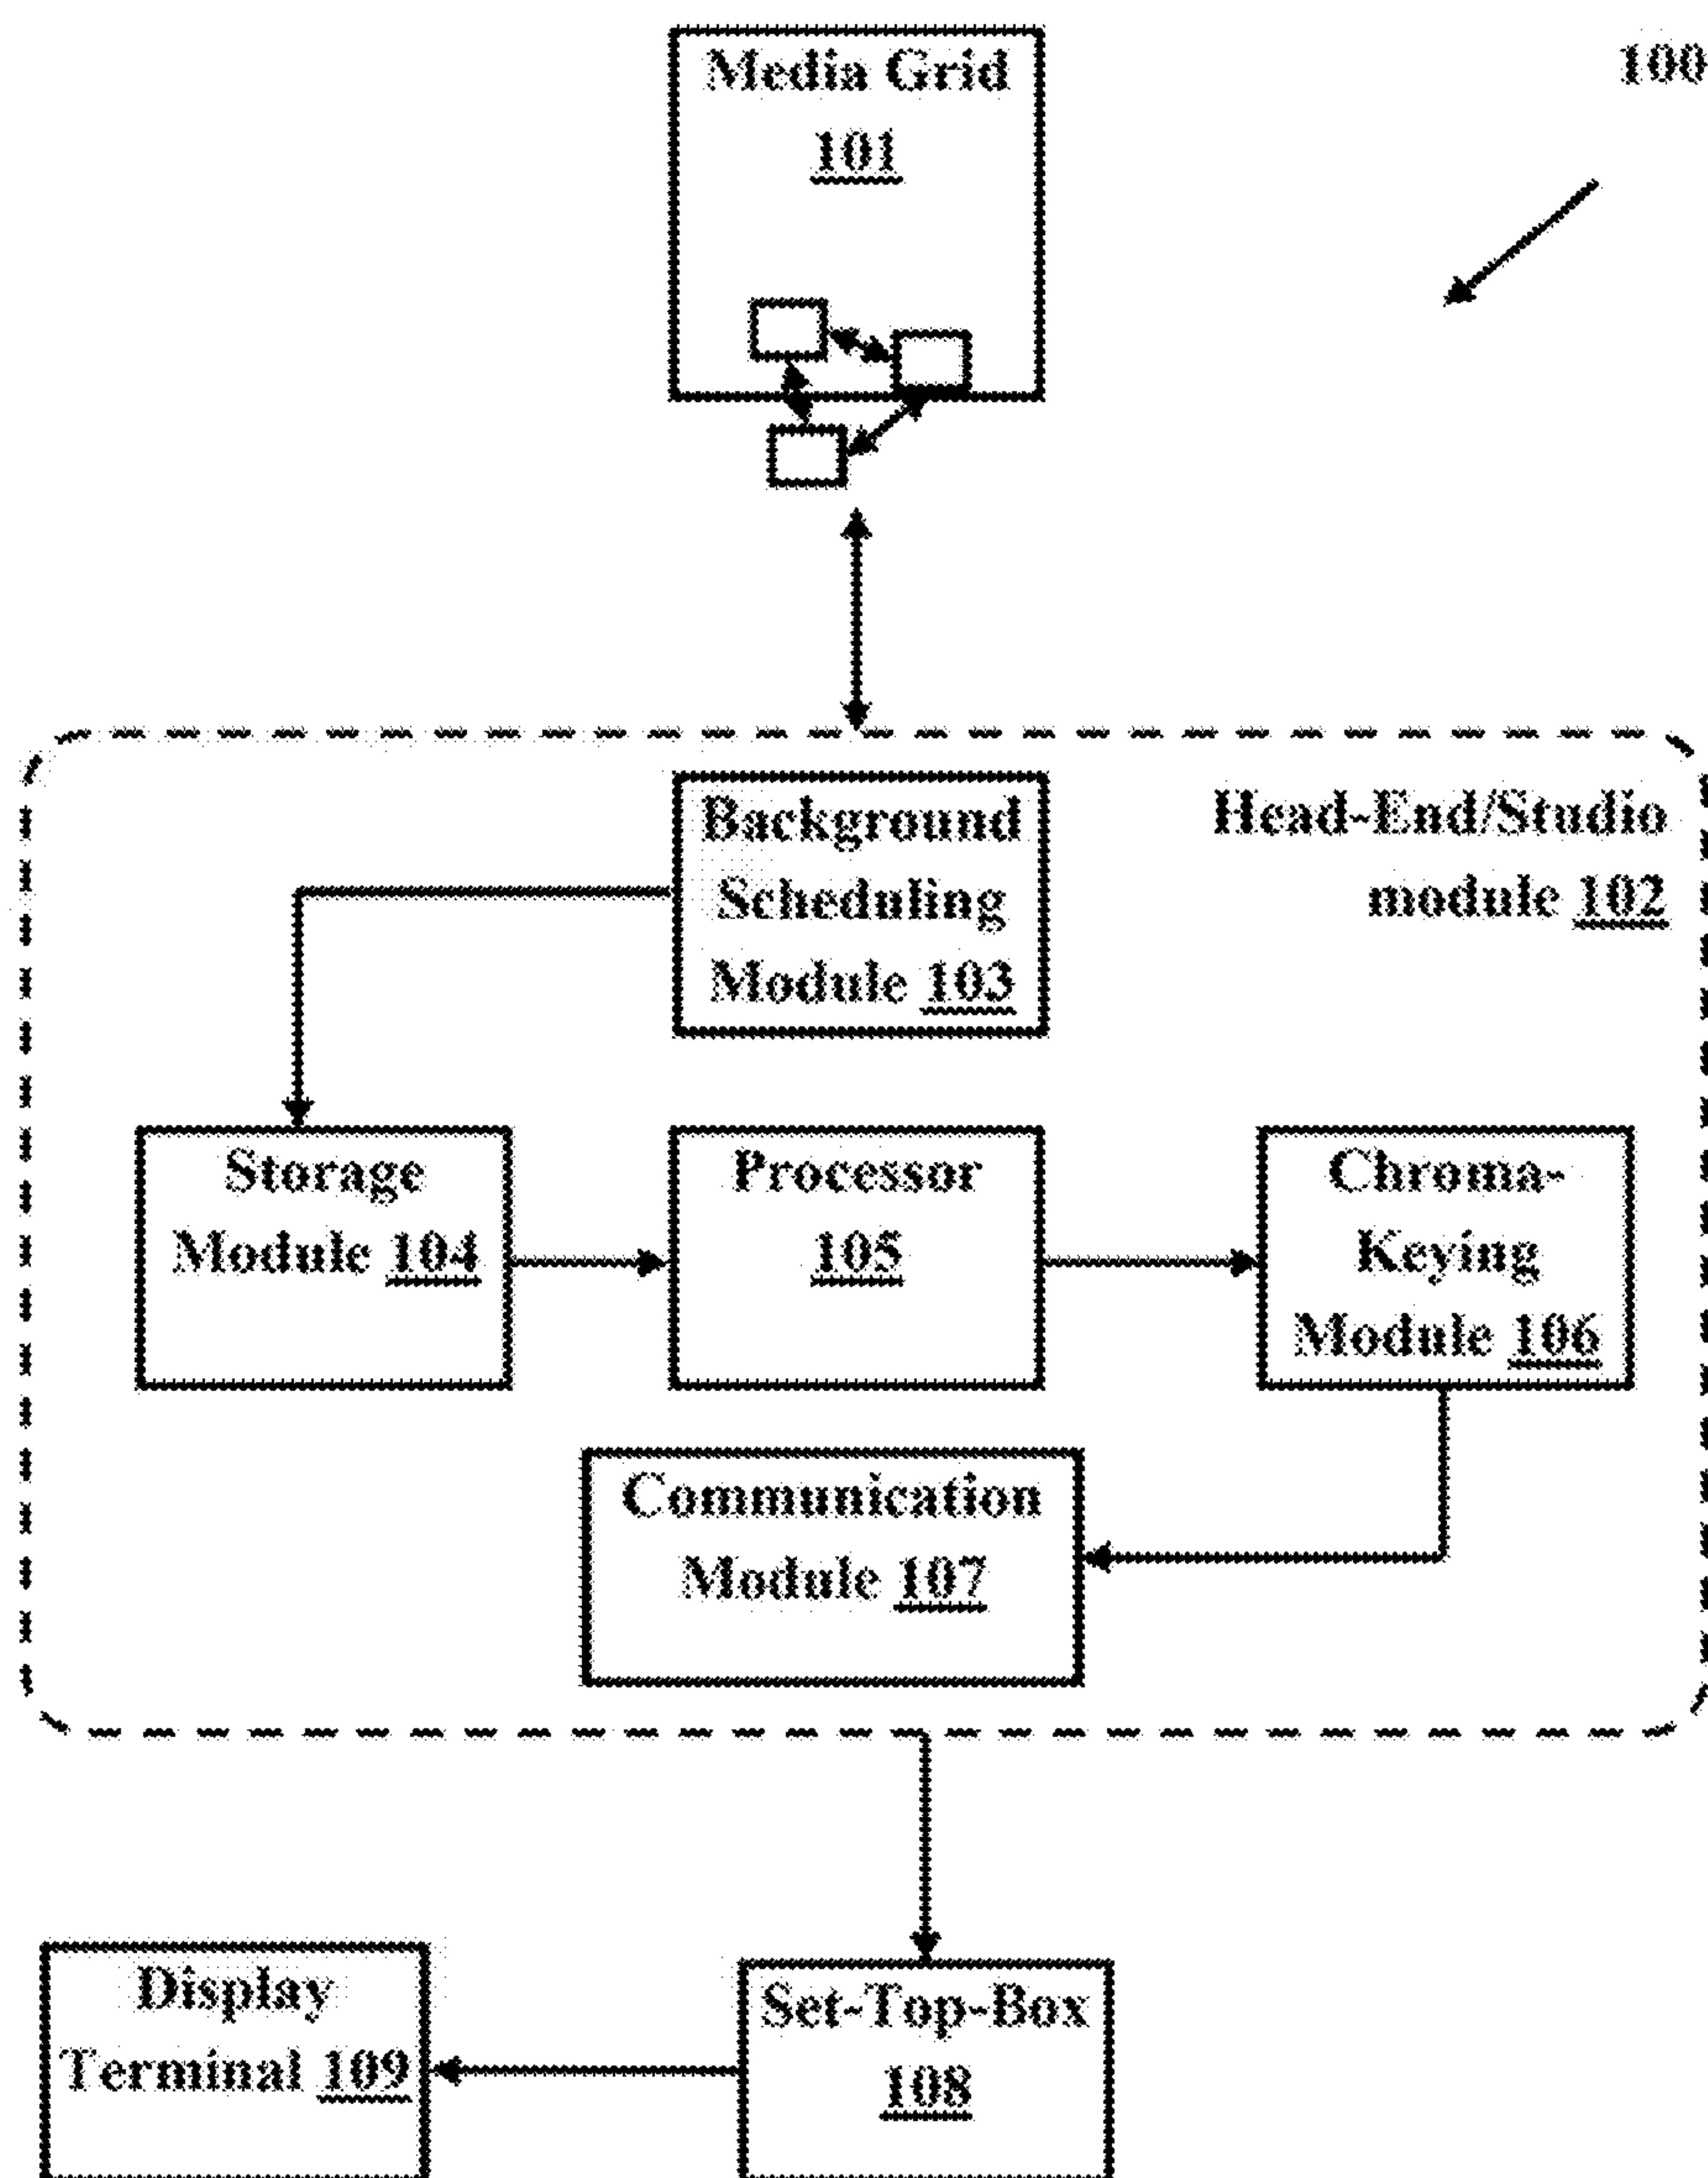 Media Grid
101
100
Background
Scheduling
Module 103
Head-End/Studio
module 102
Storage
Module 104
Processor
105
Chroma-
Keying
Module 106
Communication
Module 107
Display
Terminal 109
Set-Top-Box
108